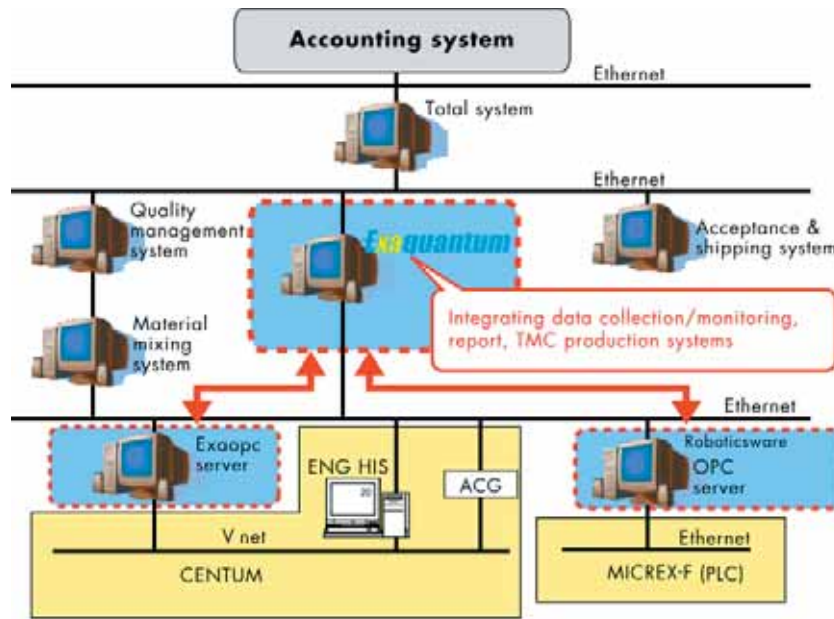 Accounting system
Ethernet
Total system
Ethernet
Quality
management
system
Exaquantum
Acceptance &
shipping system
Integrating data collection/monitoring,
report, TMC production systems
Material
mixing
system
Ethernet
Exaopc
server
ENG HIS
ACG
Roboticsware
OPC
server
20
V net
Ethernet
CENTUM
MICREX-F (PLC)